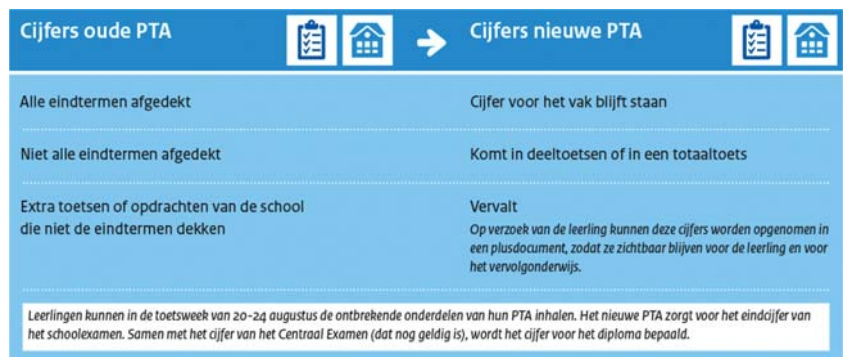 Cijfers oude PTA
Cijfers nieuwe PTA
Alle eindtermen afgedekt
Cijfer voor het vak blijft staan
Niet alle eindtermen afgedekt
Komt in deeltoetsen of in een totaaltoets
Extra toetsen of opdrachten van de school
die niet de eindtermen dekken
Vervalt
Op verzoek van de leerling kunnen deze cijfers worden opgenomen in
een plusdocument, zodat ze zichtbaar blijven voor de leerling en voor
het vervolgonderwijs.
Leerlingen kunnen in de toetsweek van 20-24 augustus de ontbrekende onderdelen van hun PTA inhalen. Het nieuwe PTA zorgt voor het eindcijfer van
het schoolexamen. Samen met het cijfer van het Centraal Examen (dat nog geldig is), wordt het cijfer voor het diploma bepaald.